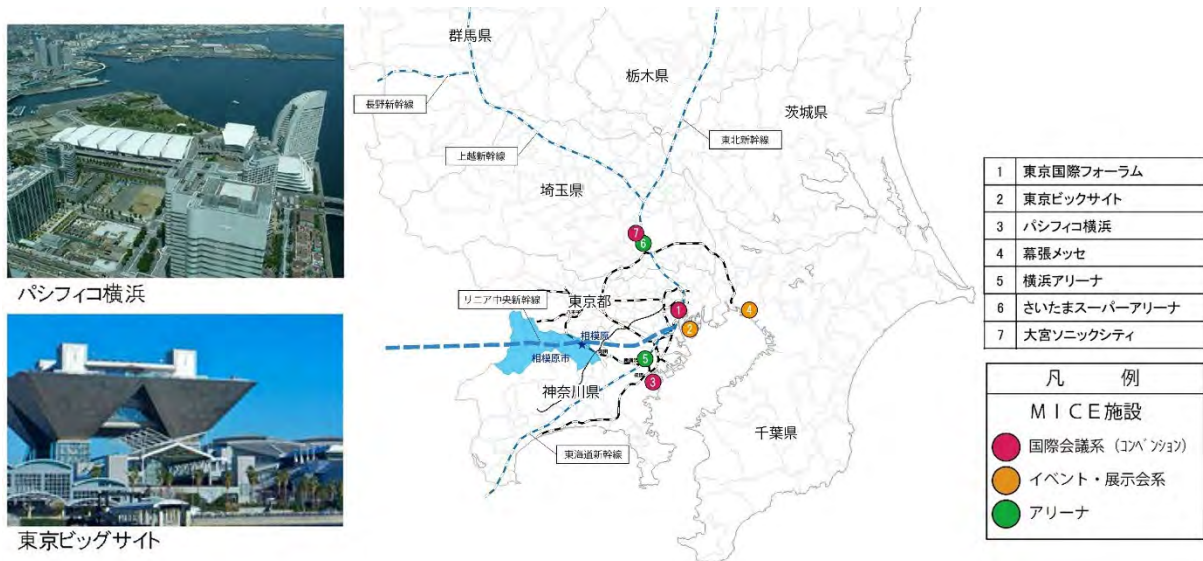 パシフィコ横浜
東京ビッグサイト
群馬県
栃木県
茨城県
長野新幹線
東北新幹線
上越新幹線
埼玉県
7
6
リニア中央新幹線
東京都
1
4
2
相模原
相模原市
5
神奈川県
3
千葉県
東海道新幹線
1 東京国際フォーラム
2 東京ビックサイト
3 パシフィコ横浜
4 幕張メッセ
5 横浜アリーナ
6 さいたまスーパーアリーナ
7 大宮ソニックシティ
凡 例
MICE施設
国際会議系（コンベンション）
イベント・展示会系
アリーナ